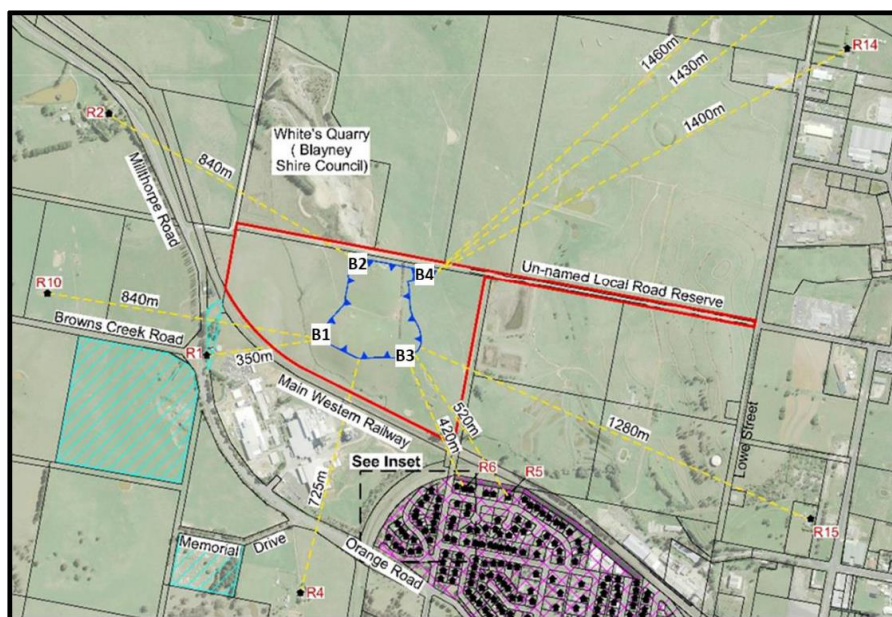 R14
1460m
1430m
1400m
R2
White's Quarry
( Blayney
Shire Council)
840m
Millthorpe Road
B2
B4
Un-named Local Road Reserve
R10
840m
B1
Browns Creek Road
R1
350m
B3
Main Western Railway
520m
420m
1280m
Lowe Street
See Inset
R6
R5
725m
R15
Memorial Drive
Orange Road
R4